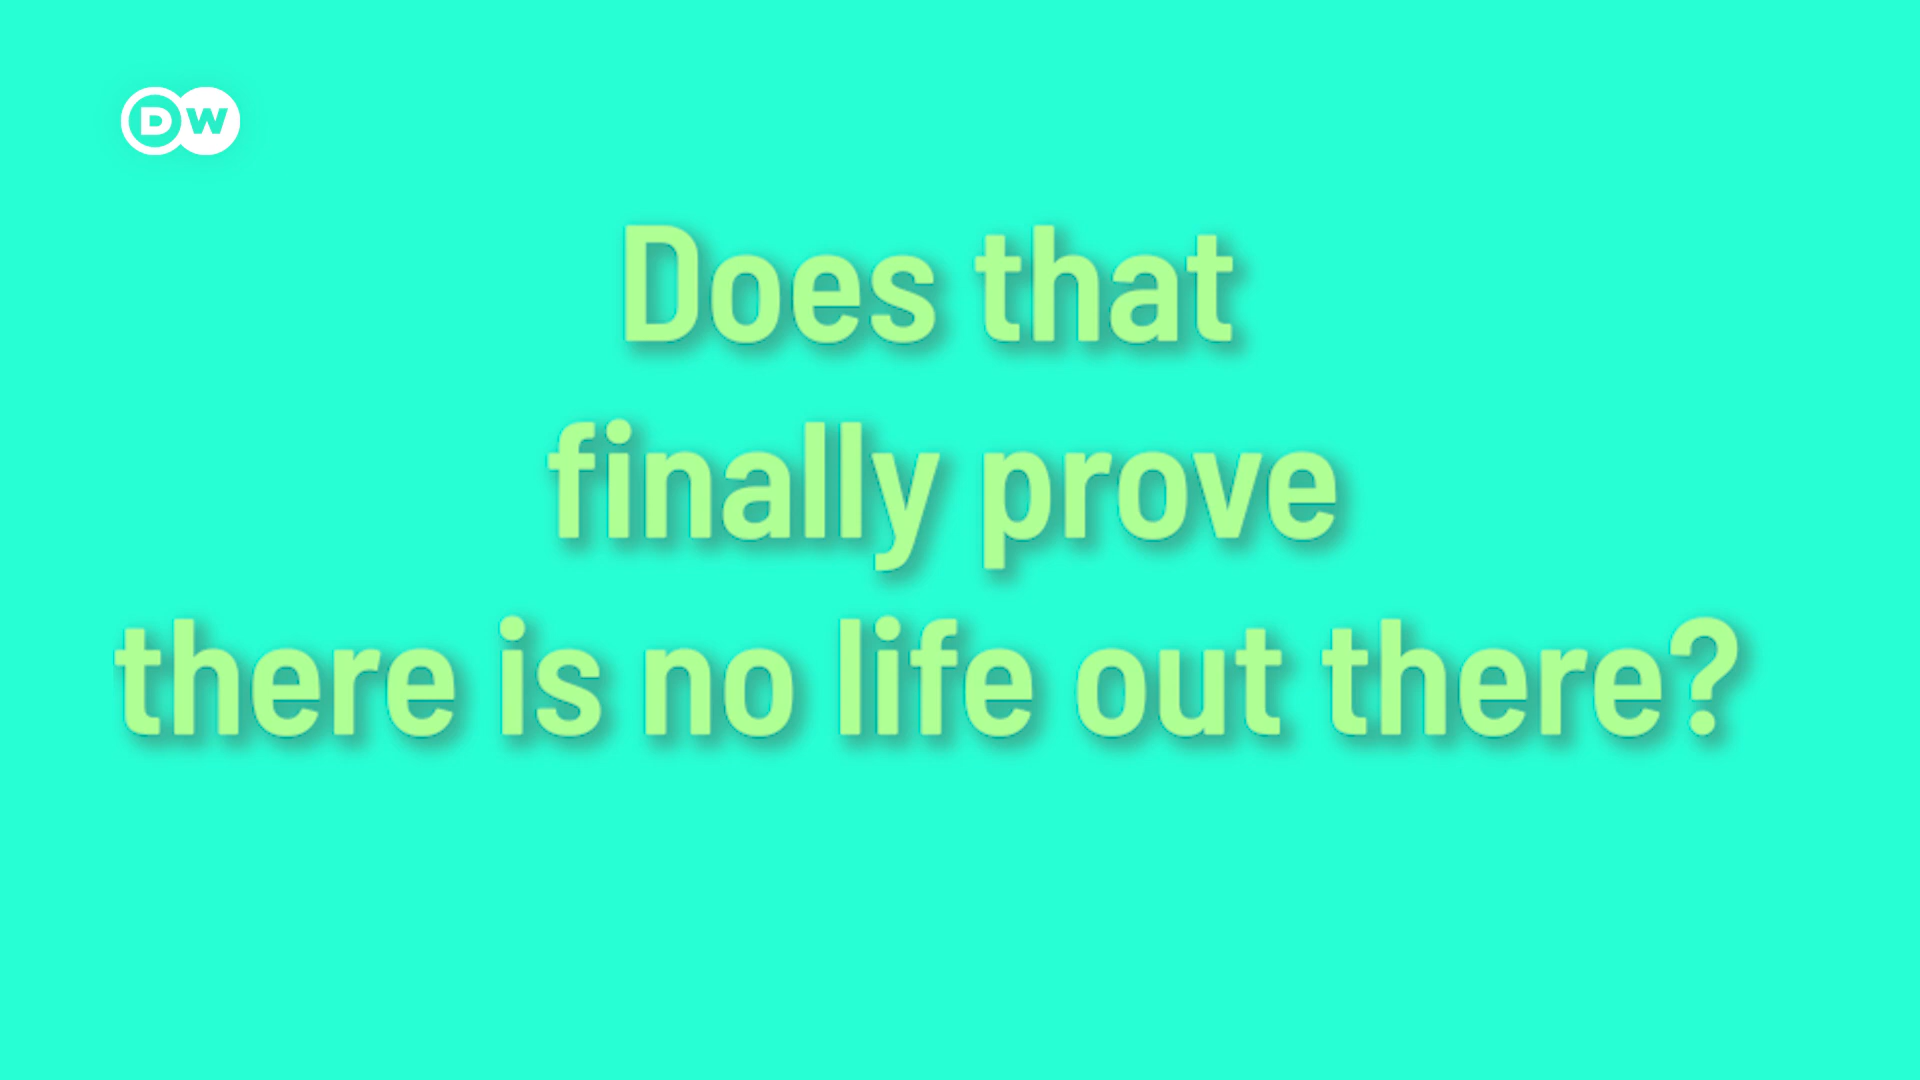 DW
Does that
finally prove
there is no life out there?